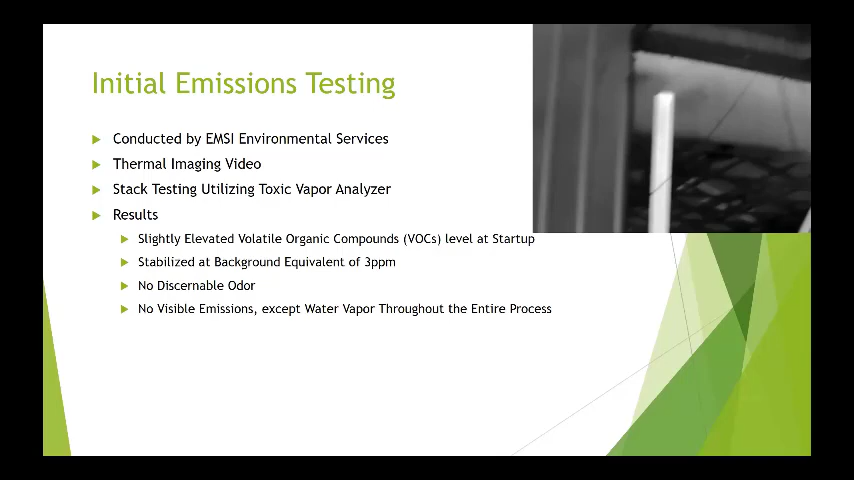 Initial Emissions Testing
Conducted by EMSI Environmental Services
Thermal Imaging Video
Stack Testing Utilizing Toxic Vapor Analyzer
Results
Slightly Elevated Volatile Organic Compounds (VOCs) level at Startup
Stabilized at Background Equivalent of 3ppm
No Discernable Odor
No Visible Emissions, except Water Vapor Throughout the Entire Process